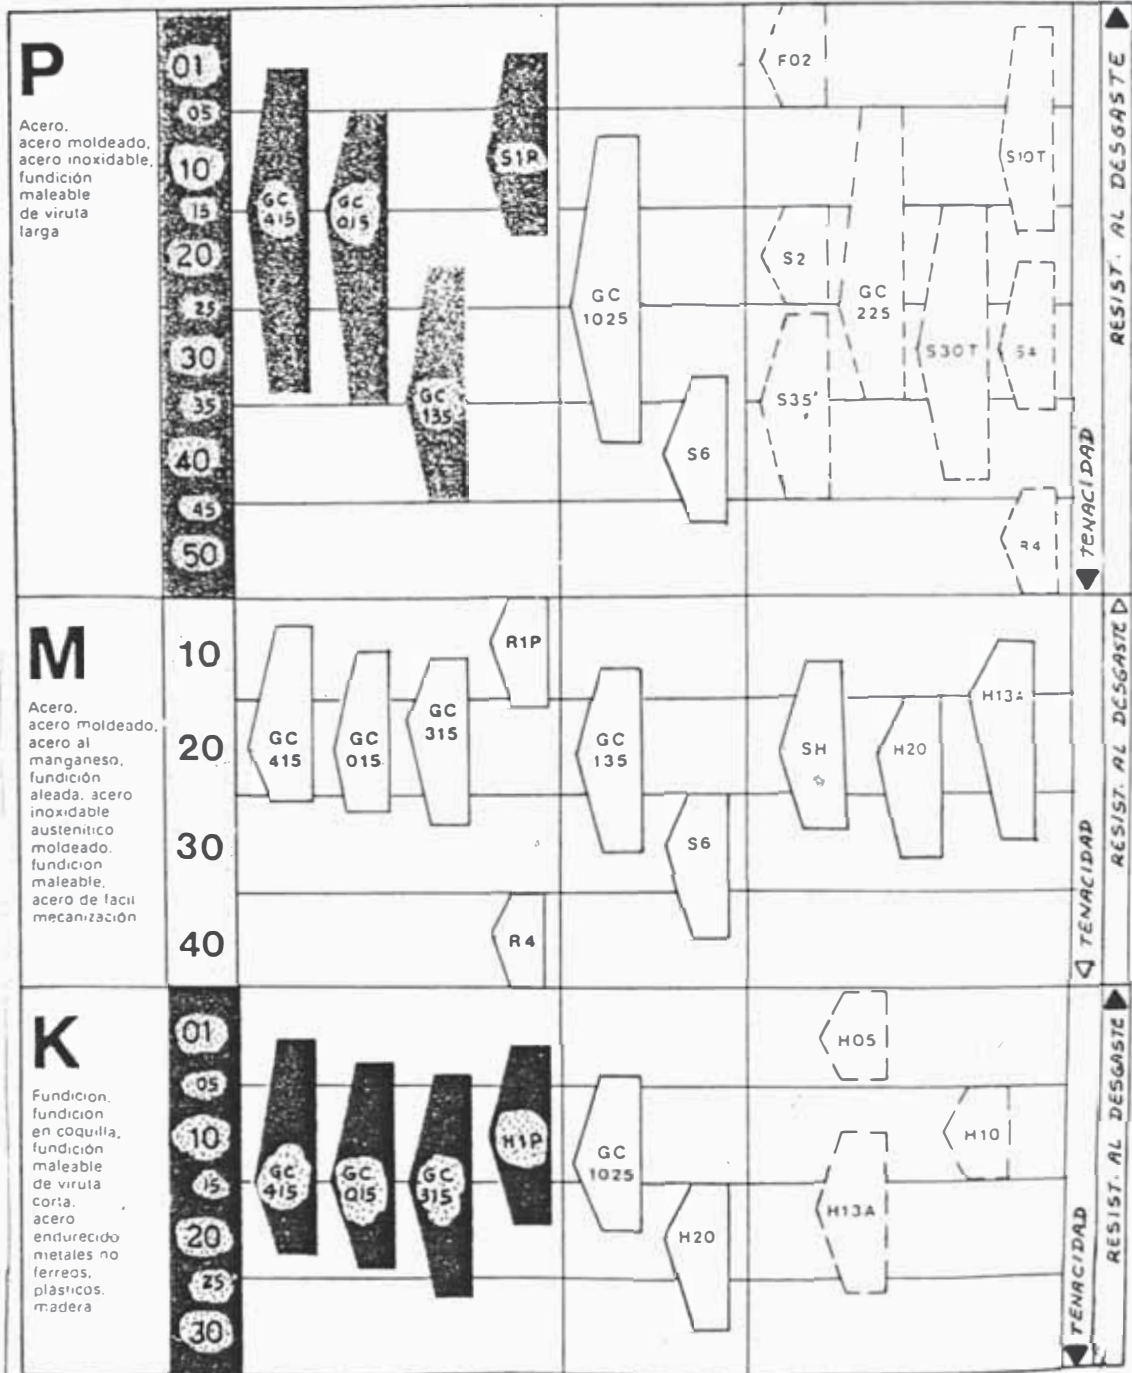 P
Acero,
acero moldeado,
acero inoxidable,
fundición
maleable
de viruta
larga
01
05
10
15
20
25
30
35
40
45
50
GC
415
GC
015
GC
135
S1P
GC
1025
S6
F02
S2
S35
GC
225
S30T
S10T
S4
R4
RESIST. AL DESGASTE
TENACIDAD
M
Acero,
acero moldeado,
acero al
manganeso,
fundición
aleada, acero
inoxidable
austenítico
moldeado.
fundicion
maleable,
acero de facil
mecanización
10
20
30
40
GC
415
GC
015
GC
315
R1P
R4
GC
135
S6
SH
H20
H13A
RESIST. AL DESGASTE
TENACIDAD
K
Fundicion,
fundicion
en coquilla,
fundición
maleable
de viruta
corta.
acero
endurecido
metales no
ferreos,
plasticos.
madera
01
05
10
15
20
25
30
GC
415
GC
015
GC
315
H1P
GC
1025
H20
H05
H13A
H10
RESIST. AL DESGASTE
TENACIDAD